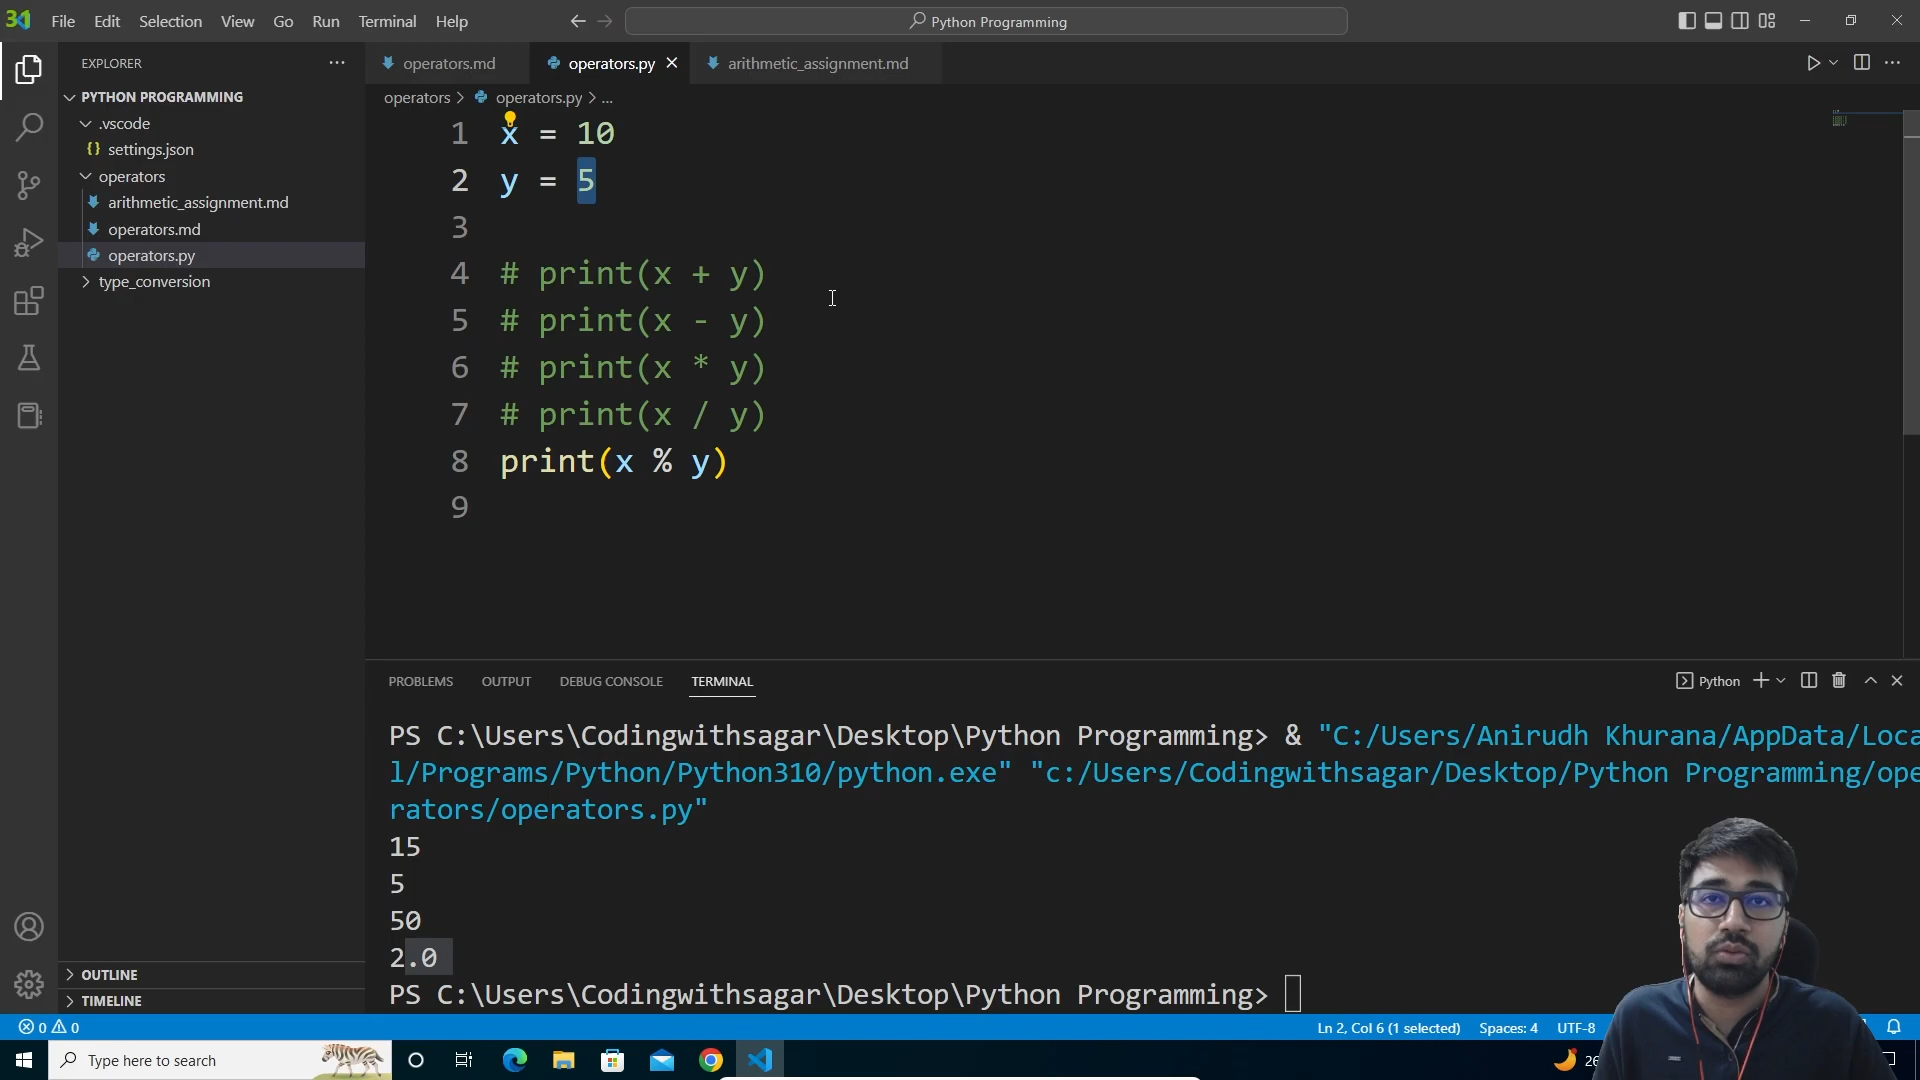 File Edit Selection View Go Run Terminal Help
Python Programming
EXPLORER
operators.md
operators.py
arithmetic_assignment.md
PYTHON PROGRAMMING
.vscode
{} settings.json
operators
arithmetic_assignment.md
operators.md
operators.py
type_conversion
OUTLINE
TIMELINE
operators > operators.py > ...
1 x = 10
2 y = 5
3
4 # print(x + y)
5 # print(x - y)
6 # print(x * y)
7 # print(x / y)
8 print(x % y)
9
PROBLEMS OUTPUT DEBUG CONSOLE TERMINAL
Python
PS C:\Users\Codingwithsagar\Desktop\Python Programming> & "C:/Users/Anirudh Khurana/AppData/Loca
l/Programs/Python/Python310/python.exe" "c:/Users/Codingwithsagar/Desktop/Python Programming/ope
rators/operators.py"
15
5
50
2.0
PS C:\Users\Codingwithsagar\Desktop\Python Programming>
0 0
Ln 2, Col 6 (1 selected) Spaces: 4 UTF-8
Type here to search